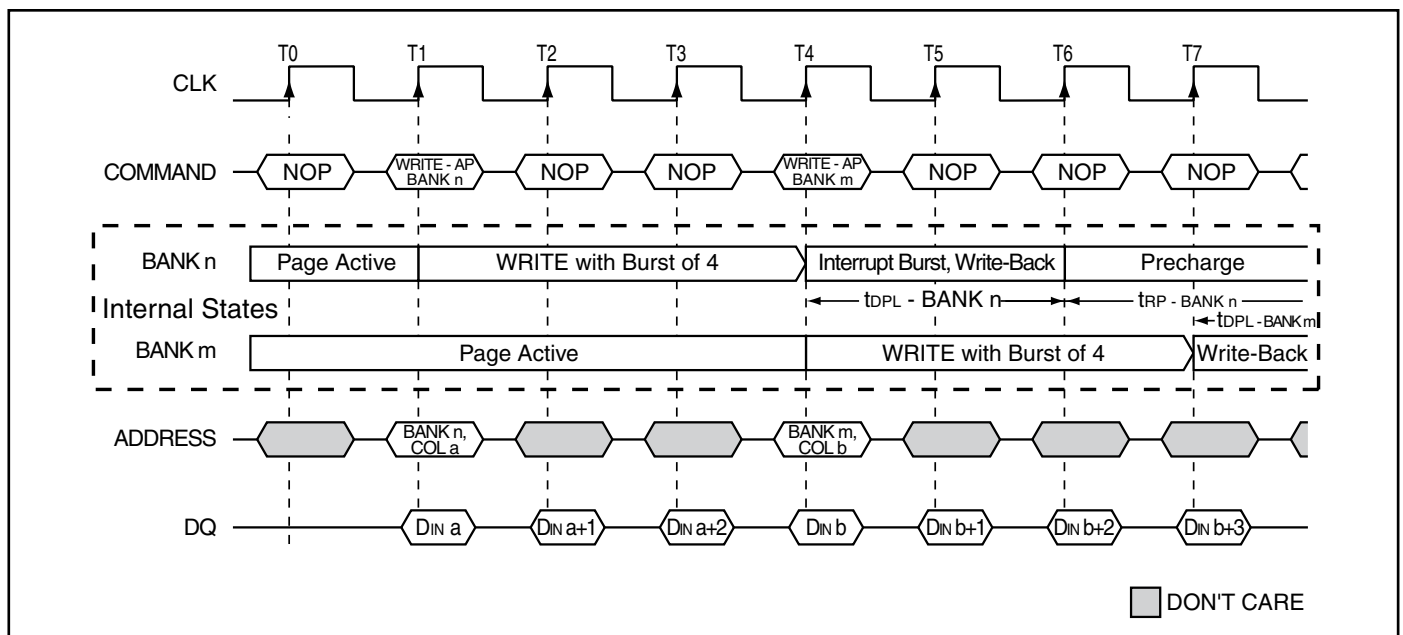 T0 T1 T2 T3 T4 T5 T6 T7
CLK
COMMAND NOP WRITE - AP BANK n NOP NOP WRITE - AP BANK m NOP NOP NOP
BANK n Page Active WRITE with Burst of 4 Interrupt Burst, Write-Back Precharge
Internal States tDPL - BANK n tRP - BANK n
tDPL - BANK m
BANK m Page Active WRITE with Burst of 4 Write-Back
ADDRESS BANK n, COL a BANK m, COL b
DQ DIN a DIN a+1 DIN a+2 DIN b DIN b+1 DIN b+2 DIN b+3
DON'T CARE